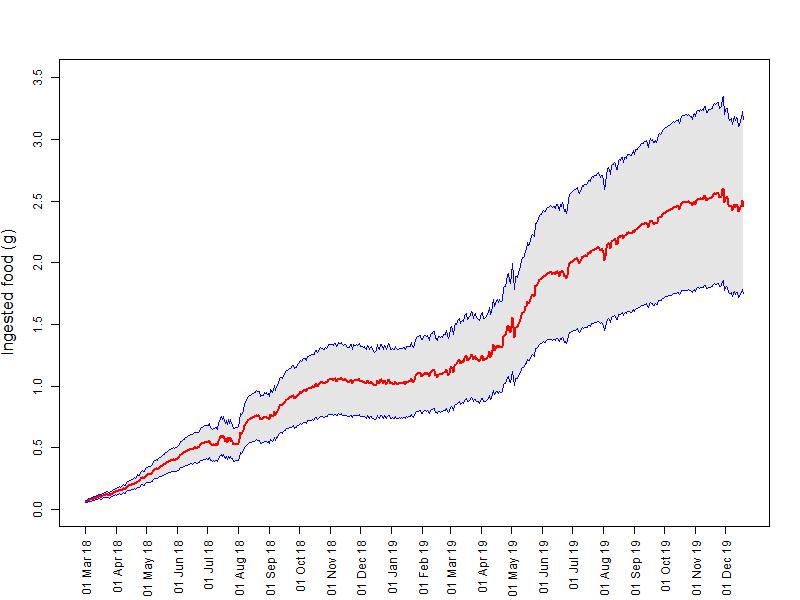 Ingested food (g)
3.5
3.0
2.5
2.0
1.5
1.0
0.5
0.0
01 Mar 18
01 Apr 18
01 May 18
01 Jun 18
01 Jul 18
01 Aug 18
01 Sep 18
01 Oct 18
01 Nov 18
01 Dec 18
01 Jan 19
01 Feb 19
01 Mar 19
01 Apr 19
01 May 19
01 Jun 19
01 Jul 19
01 Aug 19
01 Sep 19
01 Oct 19
01 Nov 19
01 Dec 19